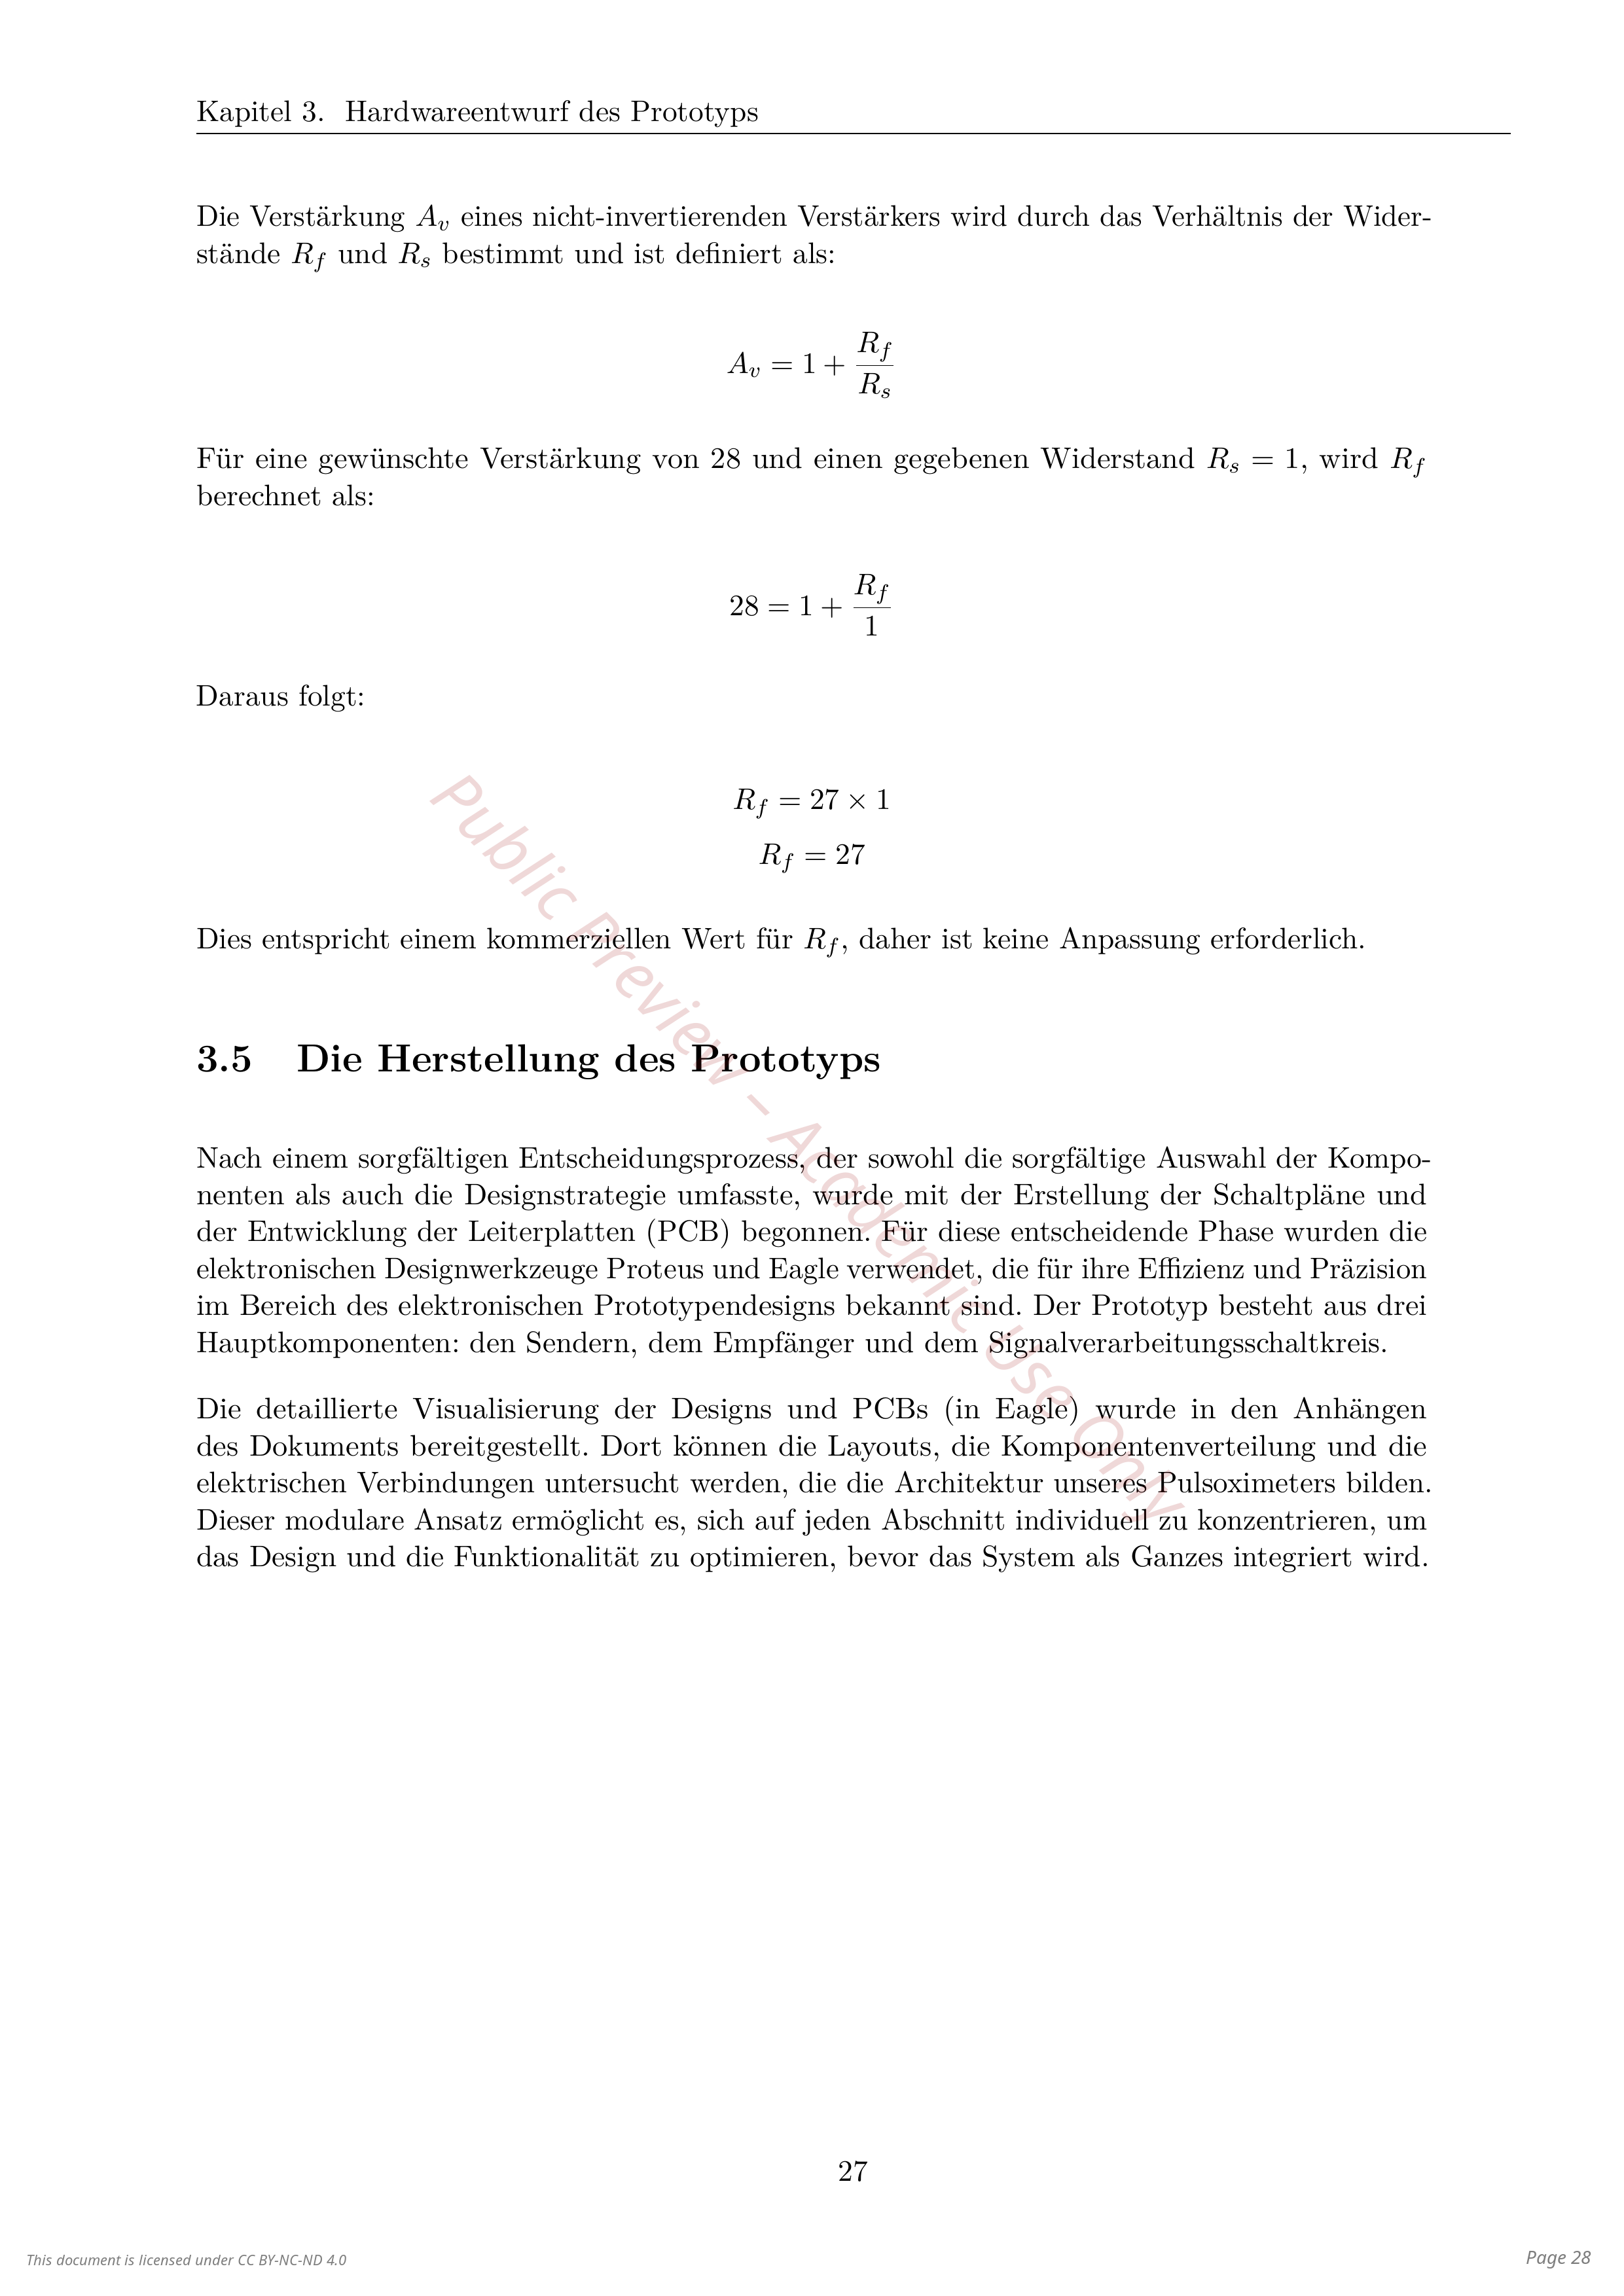 Kapitel 3. Hardwareentwurf des Prototyps
Die Verstärkung A_v eines nicht-invertierenden Verstärkers wird durch das Verhältnis der Wider-
stände R_f und R_s bestimmt und ist definiert als:
A_v = 1 + R_f / R_s
Für eine gewünschte Verstärkung von 28 und einen gegebenen Widerstand R_s = 1, wird R_f
berechnet als:
28 = 1 + R_f / 1
Daraus folgt:
R_f = 27 × 1
R_f = 27
Dies entspricht einem kommerziellen Wert für R_f, daher ist keine Anpassung erforderlich.
3.5 Die Herstellung des Prototyps
Nach einem sorgfältigen Entscheidungsprozess, der sowohl die sorgfältige Auswahl der Kompo-
nenten als auch die Designstrategie umfasste, wurde mit der Erstellung der Schaltpläne und
der Entwicklung der Leiterplatten (PCB) begonnen. Für diese entscheidende Phase wurden die
elektronischen Designwerkzeuge Proteus und Eagle verwendet, die für ihre Effizienz und Präzision
im Bereich des elektronischen Prototypendesigns bekannt sind. Der Prototyp besteht aus drei
Hauptkomponenten: den Sendern, dem Empfänger und dem Signalverarbeitungsschaltkreis.
Die detaillierte Visualisierung der Designs und PCBs (in Eagle) wurde in den Anhängen
des Dokuments bereitgestellt. Dort können die Layouts, die Komponentenverteilung und die
elektrischen Verbindungen untersucht werden, die die Architektur unseres Pulsoximeters bilden.
Dieser modulare Ansatz ermöglicht es, sich auf jeden Abschnitt individuell zu konzentrieren, um
das Design und die Funktionalität zu optimieren, bevor das System als Ganzes integriert wird.
Public Preview – Academic Use Only
27
This document is licensed under CC BY-NC-ND 4.0
Page 28